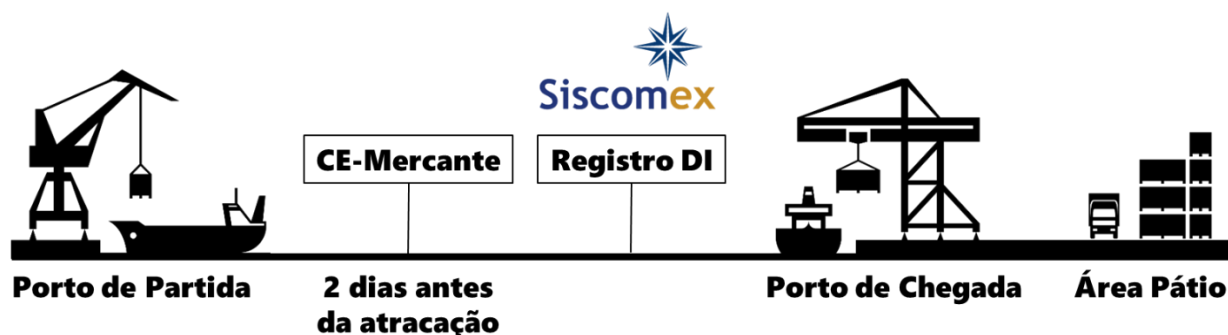 Siscomex
CE-Mercante
Registro DI
Porto de Partida
2 dias antes
da atracação
Porto de Chegada
Área Pátio